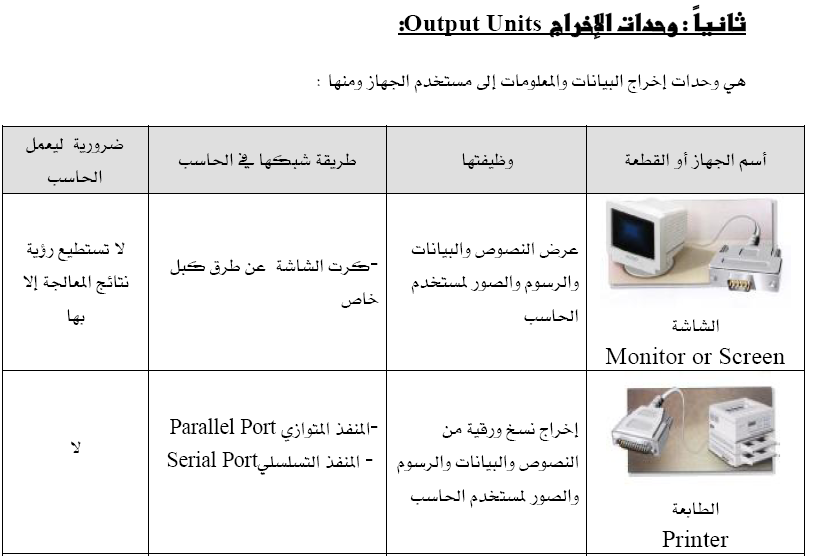 ثانياً : وحدات الإخراج Output Units:
هي وحدات إخراج البيانات والمعلومات إلى مستخدم الجهاز ومنها :
أسم الجهاز أو القطعة
وظيفتها
طريقة شبكها في الحاسب
ضرورية ليعمل
الحاسب
الشاشة
Monitor or Screen
عرض النصوص والبيانات
والرسوم والصور لمستخدم
الحاسب
-كرت الشاشة عن طرق كبل
خاص
لا تستطيع رؤية
نتائج المعالجة إلا
بها
الطابعة
Printer
إخراج نسخ ورقية من
النصوص والبيانات والرسوم
والصور لمستخدم الحاسب
-المنفذ المتوازي Parallel Port
- المنفذ التسلسليSerial Port
لا